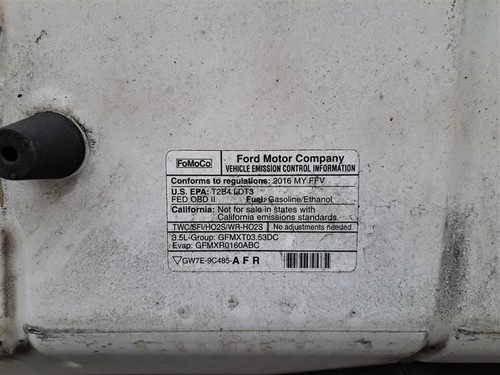 FoMoCo
Ford Motor Company
VEHICLE EMISSION CONTROL INFORMATION
Conforms to regulations: 2016 MY FFV
U.S. EPA: T2B4 LDT3
FED OBD II Fuel: Gasoline/Ethanol
California: Not for sale in states with
California emissions standards.
TWC/SFI/HO2S/WR-HO2S No adjustments needed.
3.5L-Group: GFMXT03.53DC
Evap: GFMXR0160ABC
GW7E-9C485-AFR